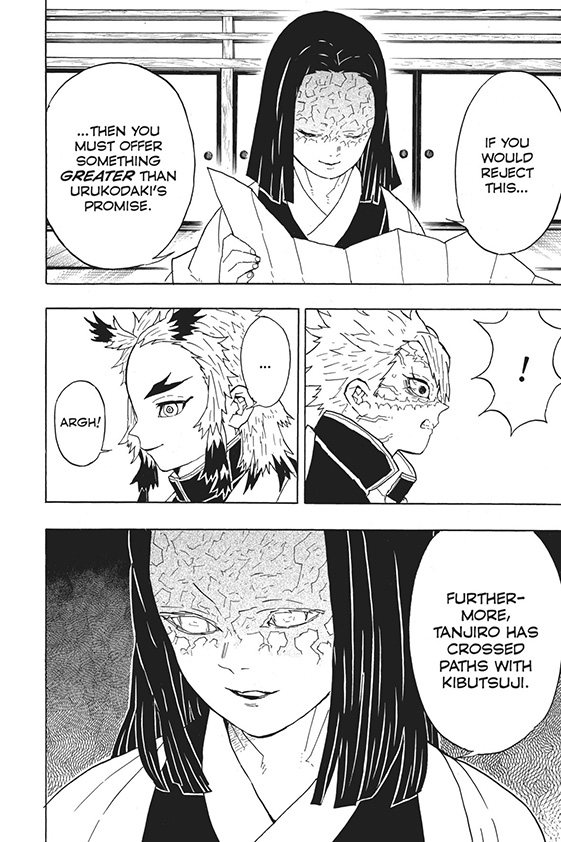 IF YOU
WOULD
REJECT
THIS...
...THEN YOU
MUST OFFER
SOMETHING
GREATER THAN
URUKODAKI'S
PROMISE.
!
...
ARGH!
FURTHER-
MORE,
TANJIRO HAS
CROSSED
PATHS WITH
KIBUTSUJI.